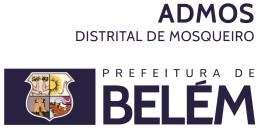 ADMOS
DISTRITAL DE MOSQUEIRO
PREFEITURA DE
BELÉM